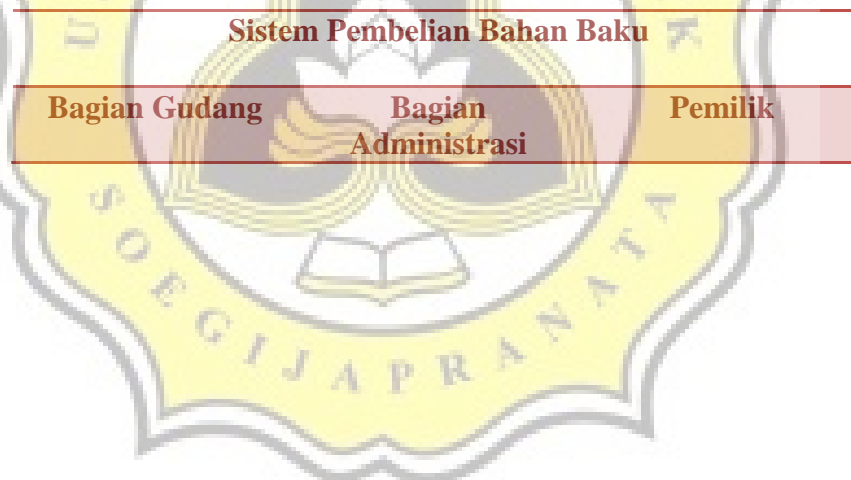 Sistem Pembelian Bahan Baku
Bagian Gudang Bagian Pemilik
Administrasi
SOEGIJAPRANATA